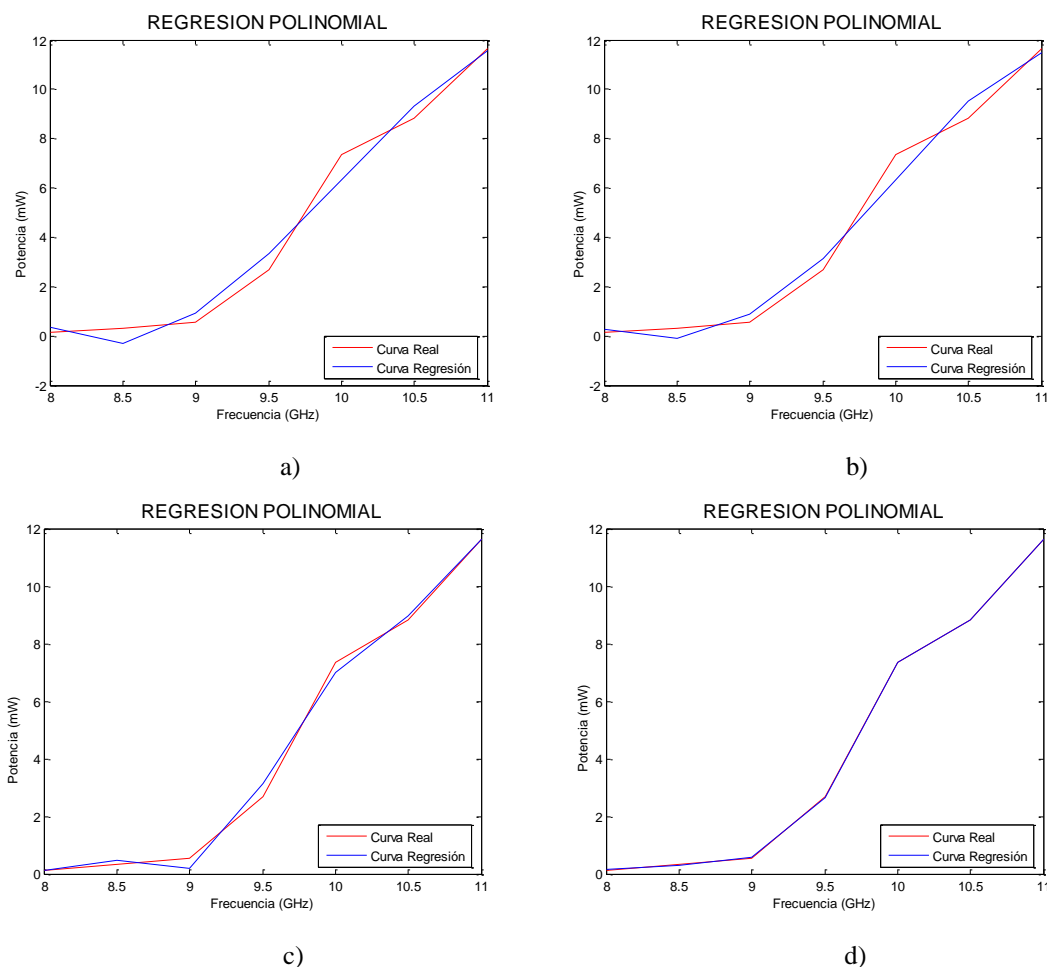 REGRESION POLINOMIAL
12
10
8
6
4
2
0
-2
Potencia (mW)
8 8.5 9 9.5 10 10.5 11
Frecuencia (GHz)
Curva Real
Curva Regresión
a)
REGRESION POLINOMIAL
12
10
8
6
4
2
0
-2
Potencia (mW)
8 8.5 9 9.5 10 10.5 11
Frecuencia (GHz)
Curva Real
Curva Regresión
b)
REGRESION POLINOMIAL
12
10
8
6
4
2
0
Potencia (mW)
8 8.5 9 9.5 10 10.5 11
Frecuencia (GHz)
Curva Real
Curva Regresión
c)
REGRESION POLINOMIAL
12
10
8
6
4
2
0
Potencia (mW)
8 8.5 9 9.5 10 10.5 11
Frecuencia (GHz)
Curva Real
Curva Regresión
d)